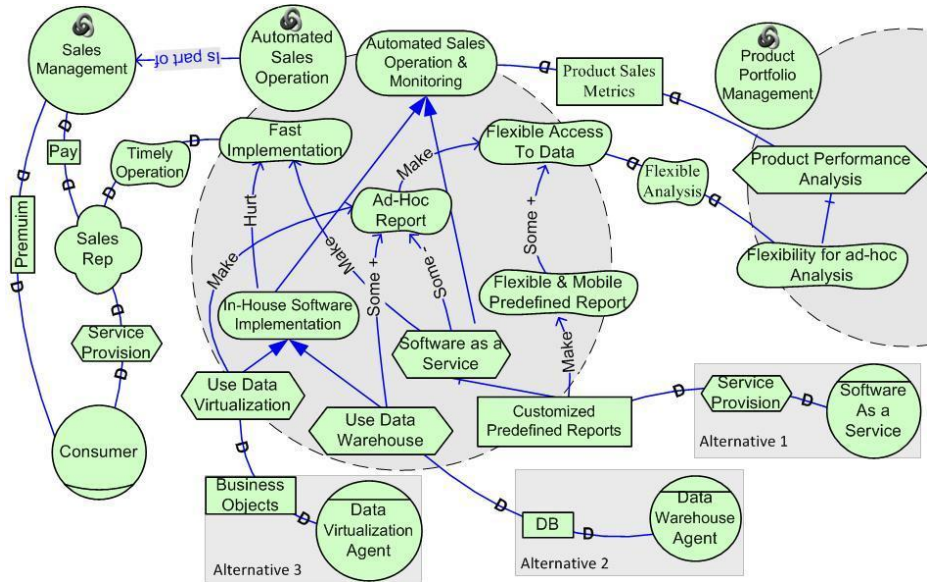 Sales
Management
Is part of
Automated
Sales
Operation
Automated Sales
Operation &
Monitoring
D
Product Sales
Metrics
D
Product
Portfolio
Management
D
Pay
D
Premuim
D
D
Timely
Operation
D
D
Fast
Implementation
Flexible Access
To Data
D
Flexible
Analysis
D
Product Performance
Analysis
Flexibility for ad-hoc
Analysis
Sales
Rep
Make
Ad-Hoc
Report
Hurt
Make
Make
Some +
Some -
Some +
Flexible & Mobile
Predefined Report
In-House Software
Implementation
Software as a
Service
Make
D
Service
Provision
D
Consumer
Use Data
Virtualization
Use Data
Warehouse
Customized
Predefined Reports
D
Service
Provision
D
Software
As a
Service
Alternative 1
D
Business
Objects
D
Data
Virtualization
Agent
Alternative 3
D
DB
D
Data
Warehouse
Agent
Alternative 2